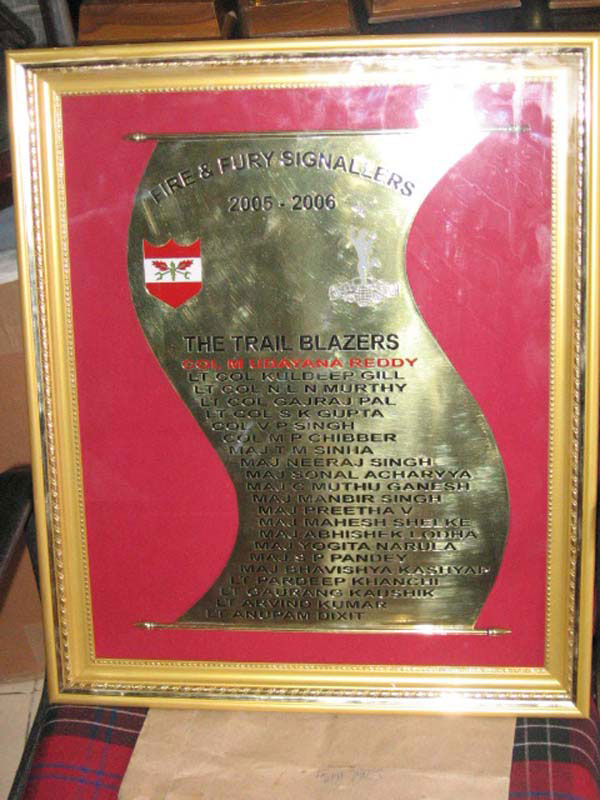 FIRE & FURY SIGNALLERS
2005 - 2006
THE TRAIL BLAZERS
COL M UDAYANA REDDY
LT COL KULDEEP GILL
LT COL N L N MURTHY
LT COL GAJRAJ PAL
LT COL S K GUPTA
COL V P SINGH
COL M P CHIBBER
MAJ T M SINHA
MAJ NEERAJ SINGH
MAJ SONAL ACHARYYA
MAJ C MUTHU GANESH
MAJ MANBIR SINGH
MAJ PREETHA V
MAJ MAHESH SHELKE
MAJ ABHISHEK LODHA
MAJ YOGITA NARULA
MAJ S P PANDEY
MAJ BHAVISHYA KASHYAP
LT PARDEEP KHANCHI
LT GAURANG KAUSHIK
LT ARVIND KUMAR
LT ANUPAM DIXIT